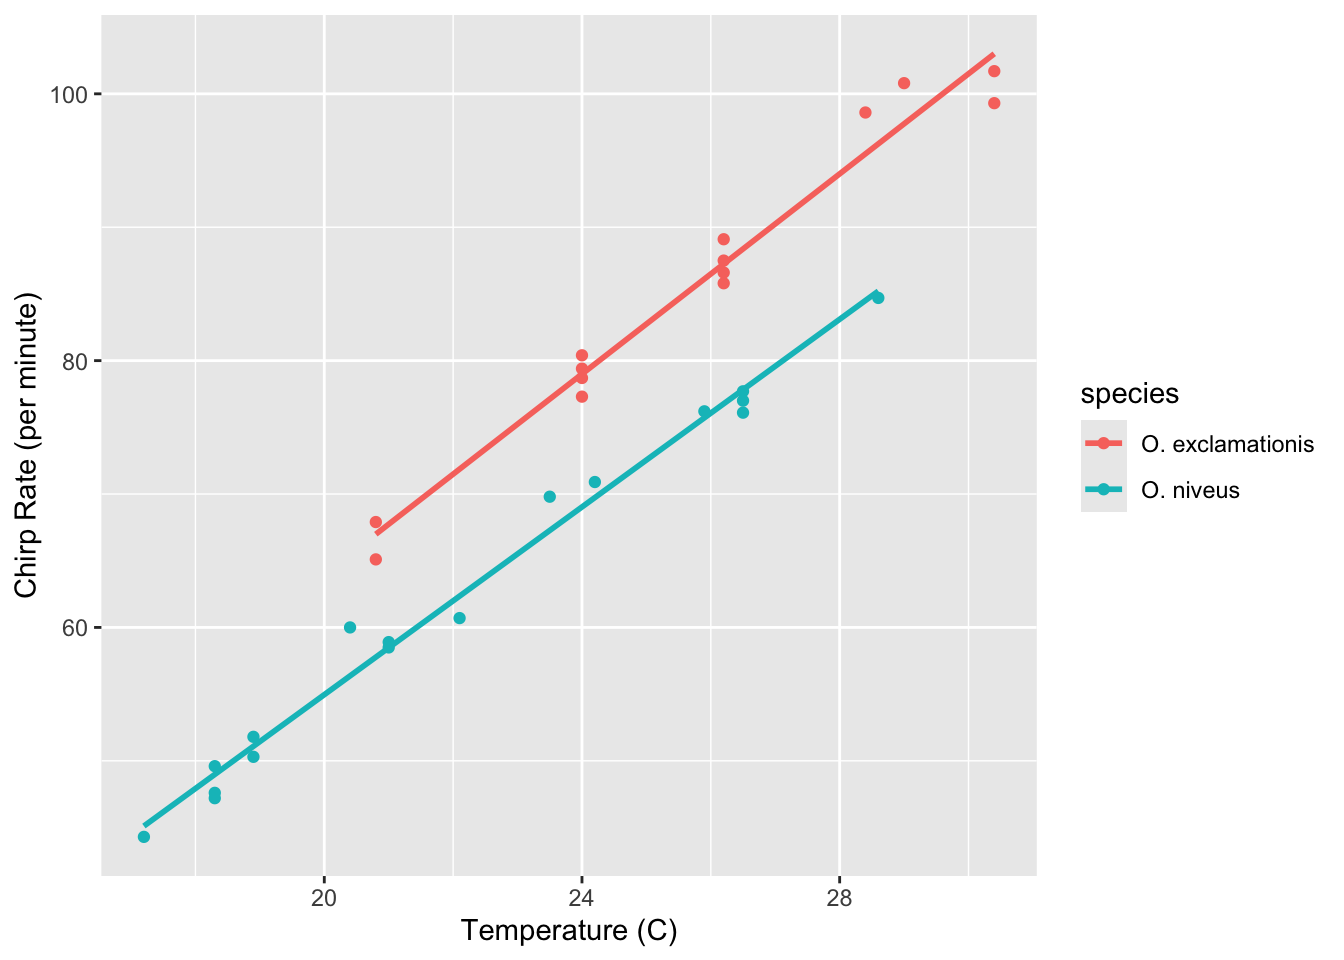 100
80
60
20
24
28
Temperature (C)
Chirp Rate (per minute)
species
O. exclamationis
O. niveus